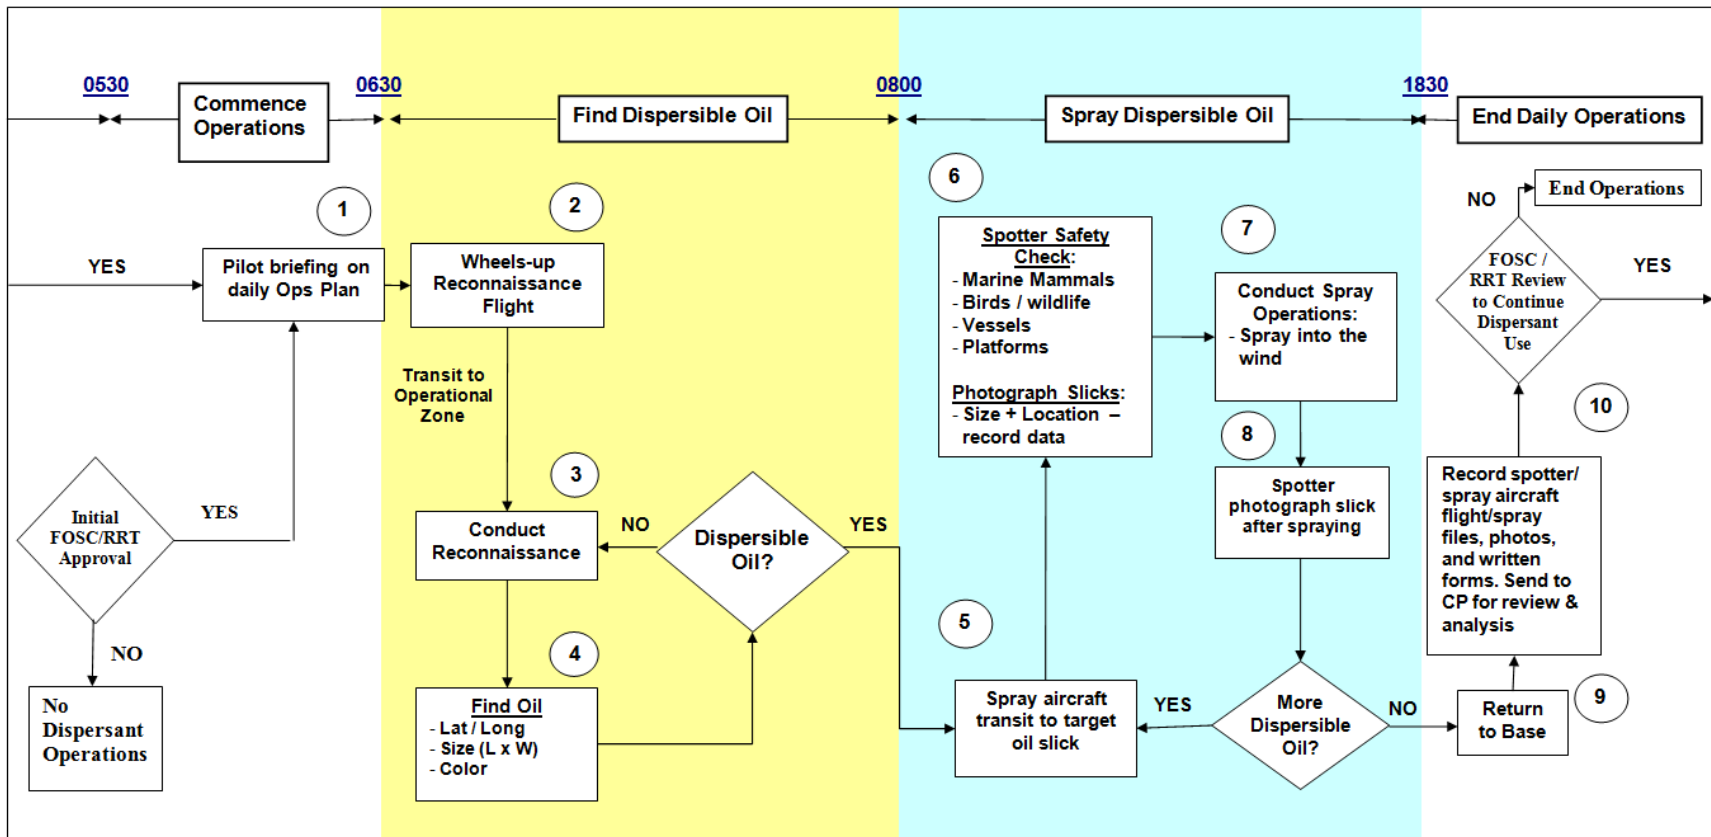 0530
0630
0800
1830
Commence
Operations
Find Dispersible Oil
Spray Dispersible Oil
End Daily Operations
1
YES
Pilot briefing on
daily Ops Plan
Initial
FOSC/RRT
Approval
YES
NO
No
Dispersant
Operations
2
Wheels-up
Reconnaissance
Flight
Transit to
Operational
Zone
3
Conduct
Reconnaissance
4
Find Oil
- Lat / Long
- Size (L x W)
- Color
NO
Dispersible
Oil?
YES
5
Spray aircraft
transit to target
oil slick
6
Spotter Safety
Check:
- Marine Mammals
- Birds / wildlife
- Vessels
- Platforms
Photograph Slicks:
- Size + Location –
record data
7
Conduct Spray
Operations:
- Spray into the
wind
8
Spotter
photograph slick
after spraying
YES
More
Dispersible
Oil?
NO
9
Return
to Base
10
Record spotter/
spray aircraft
flight/spray
files, photos,
and written
forms. Send to
CP for review &
analysis
FOSC /
RRT Review
to Continue
Dispersant
Use
NO
End Operations
YES